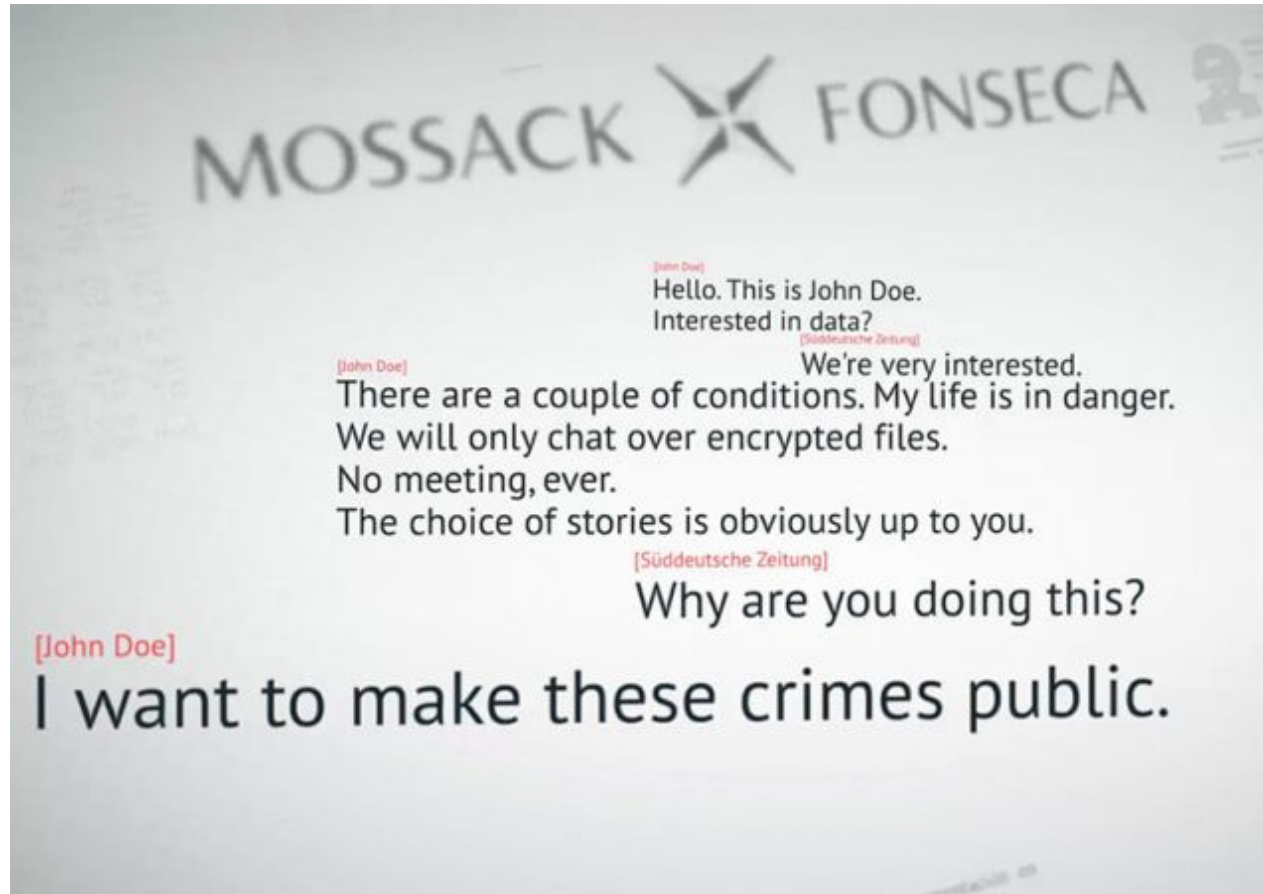 MOSSACK FONSECA
[John Doe]
Hello. This is John Doe.
Interested in data?
[Süddeutsche Zeitung]
We're very interested.
[John Doe]
There are a couple of conditions. My life is in danger.
We will only chat over encrypted files.
No meeting, ever.
The choice of stories is obviously up to you.
[Süddeutsche Zeitung]
Why are you doing this?
[John Doe]
I want to make these crimes public.